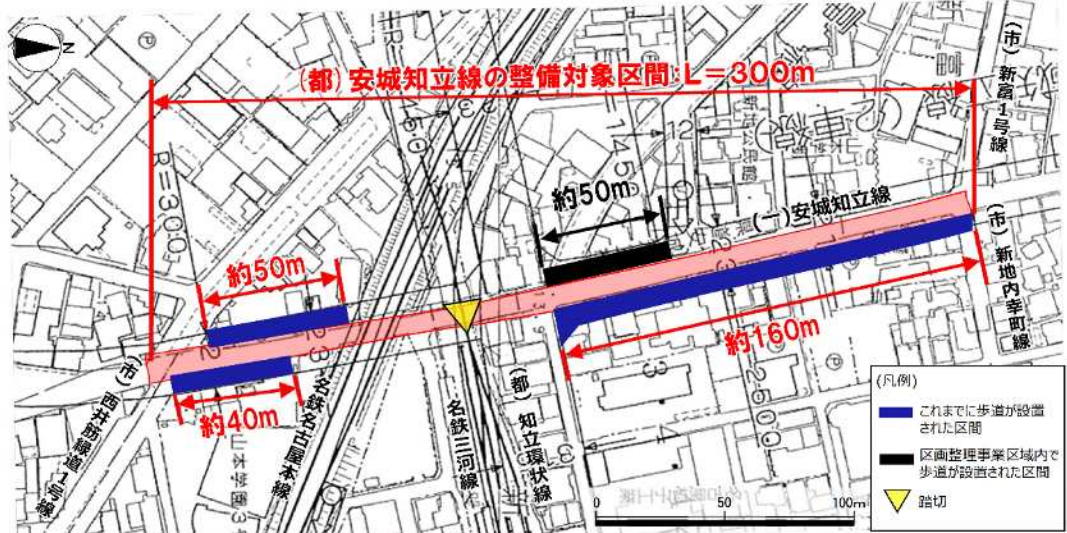 N
(都)安城知立線の整備対象区間:L=300m
(市)新富1号線
R=300
約50m
(一)安城知立線
約50m
約160m
約40m
(市)新地内幸町線
(市)西井筋緑道1号線
名鉄名古屋本線
名鉄三河線
(都)知立環状線
(凡例)
これまでに歩道が設置
された区間
区画整理事業区域内で
歩道が設置された区間
踏切
0 50 100m